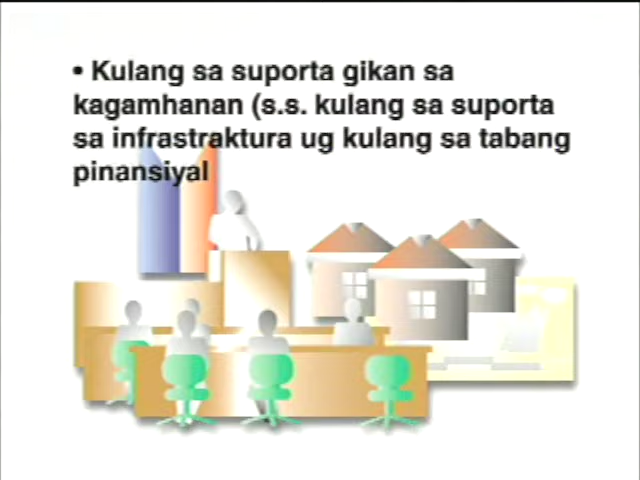 • Kulang sa suporta gikan sa
kagamhanan (s.s. kulang sa suporta
sa infrastraktura ug kulang sa tabang
pinansiyal